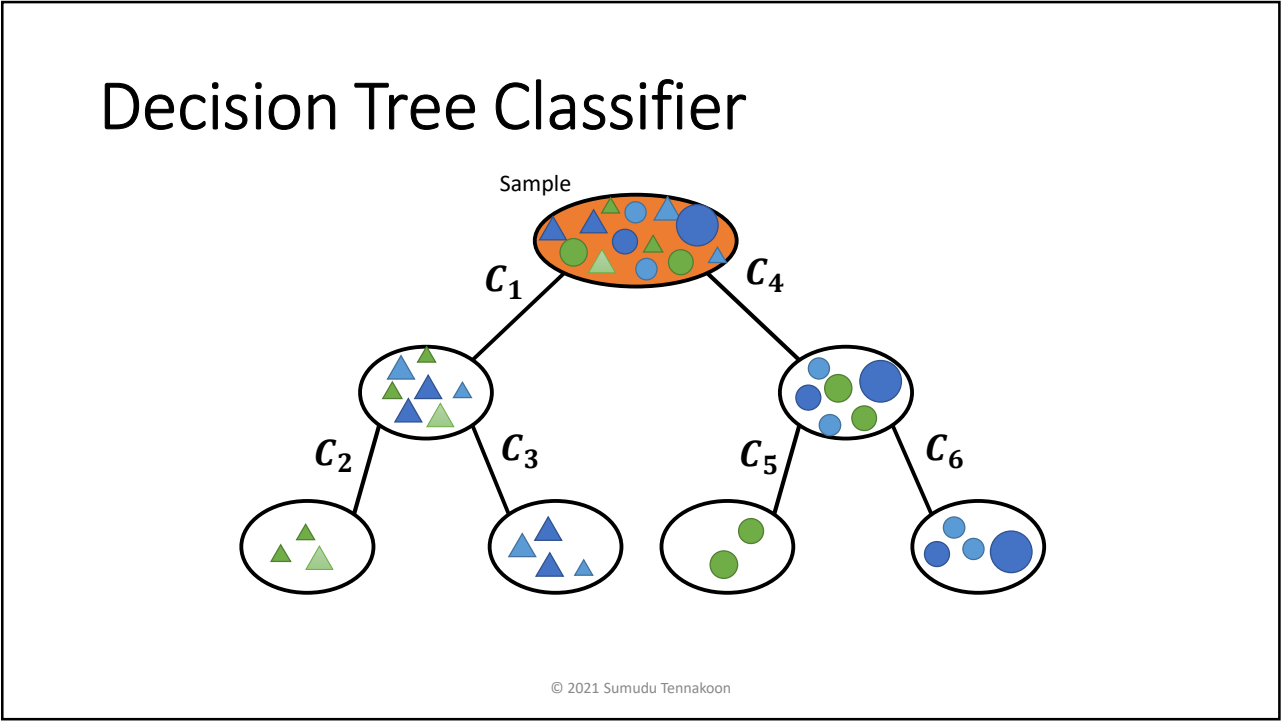 Decision Tree Classifier
Sample
C₁
C₄
C₂
C₃
C₅
C₆
© 2021 Sumudu Tennakoon